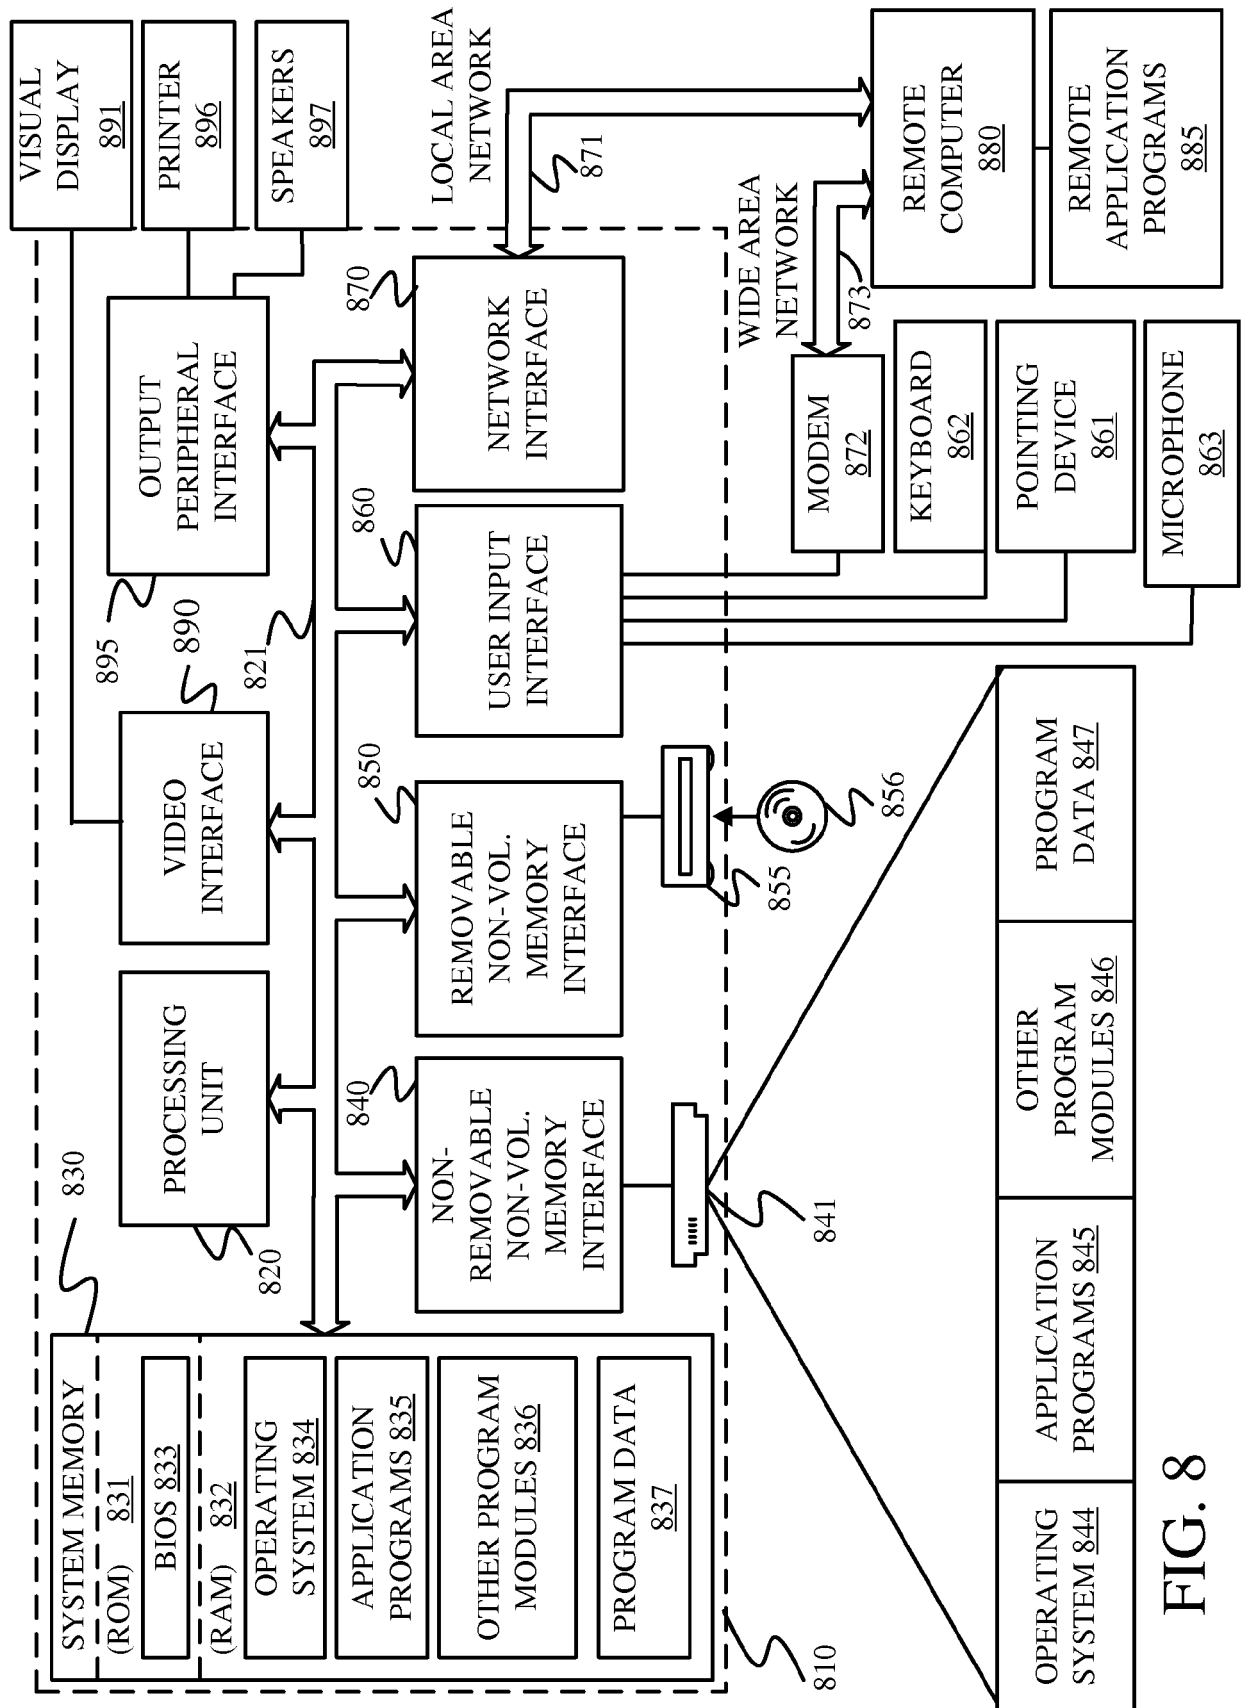 SYSTEM MEMORY
(ROM) 831
BIOS 833
(RAM) 832
OPERATING
SYSTEM 834
APPLICATION
PROGRAMS 835
OTHER PROGRAM
MODULES 836
PROGRAM DATA
837
830
810
PROCESSING
UNIT
820
VIDEO
INTERFACE
890
OUTPUT
PERIPHERAL
INTERFACE
895
821
VISUAL
DISPLAY
891
PRINTER
896
SPEAKERS
897
NON-
REMOVABLE
NON-VOL.
MEMORY
INTERFACE
840
REMOVABLE
NON-VOL.
MEMORY
INTERFACE
850
USER INPUT
INTERFACE
860
NETWORK
INTERFACE
870
LOCAL AREA
NETWORK
871
WIDE AREA
NETWORK
873
841
855
856
MODEM
872
KEYBOARD
862
POINTING
DEVICE
861
MICROPHONE
863
REMOTE
COMPUTER
880
REMOTE
APPLICATION
PROGRAMS
885
OPERATING
SYSTEM 844
APPLICATION
PROGRAMS 845
OTHER
PROGRAM
MODULES 846
PROGRAM
DATA 847
FIG. 8